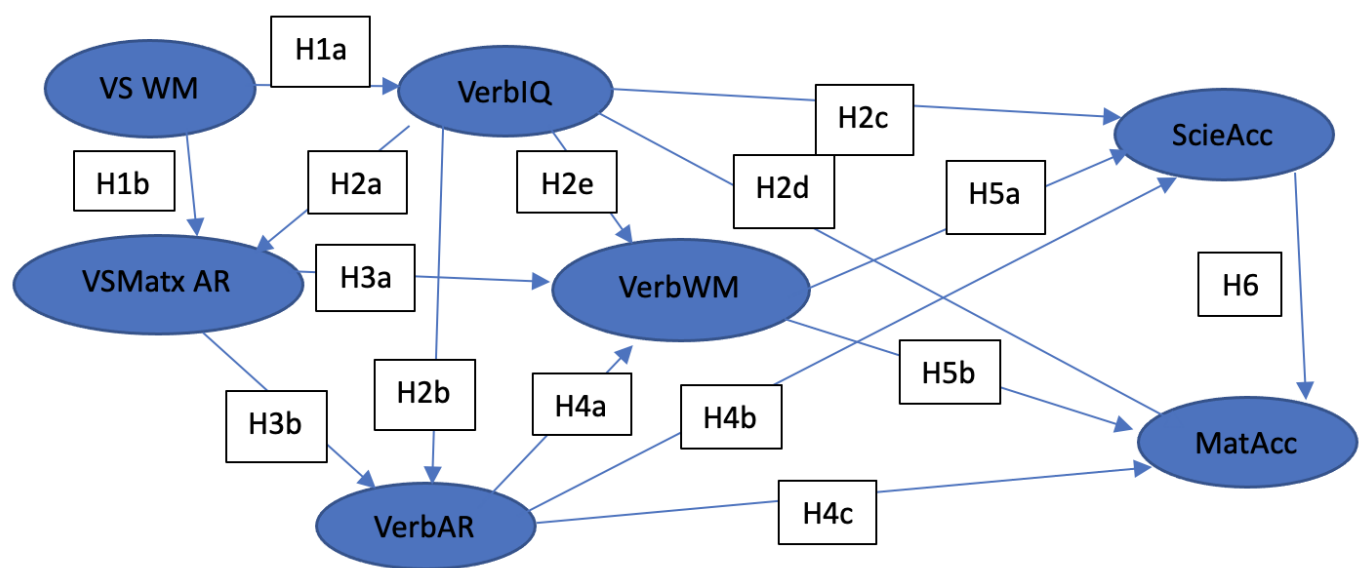 H1a
VS WM
VerbIQ
H2c
ScieAcc
H1b
H2a
H2e
H2d
H5a
VSMatx AR
H3a
VerbWM
H6
H2b
H4a
H5b
H3b
H4b
MatAcc
VerbAR
H4c